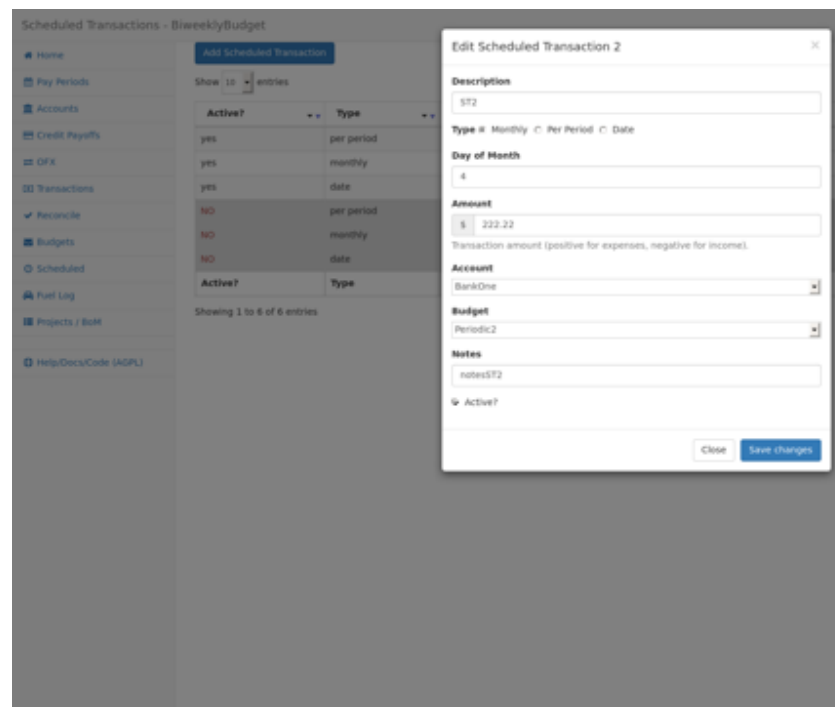 Scheduled Transactions - BiweeklyBudget
Home
Pay Periods
Accounts
Credit Payoffs
OFX
Transactions
Reconcile
Budgets
Scheduled
Fuel Log
Projects / BoM
Help/Docs/Code (AGPL)
Add Scheduled Transaction
Show 10 entries
Active? Type
yes per period
yes monthly
yes date
NO per period
NO monthly
NO date
Active? Type
Showing 1 to 6 of 6 entries
Edit Scheduled Transaction 2 ×
Description
ST2
Type Monthly Per Period Date
Day of Month
4
Amount
$ 222.22
Transaction amount (positive for expenses, negative for income).
Account
BankOne
Budget
Periodic2
Notes
notesST2
Active?
Close Save changes